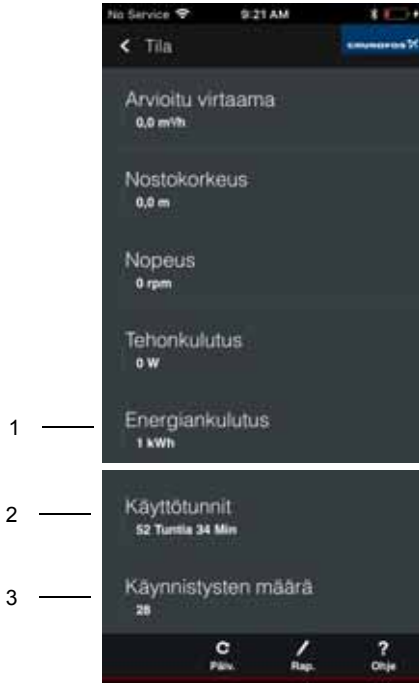 No Service 9:21 AM
Tila
GRUNDFOS
Arvioitu virtaama
0,0 m³/h
Nostokorkeus
0,0 m
Nopeus
0 rpm
Tehonkulutus
0 W
1
Energiankulutus
1 kWh
2
Käyttötunnit
52 Tuntia 34 Min
3
Käynnistysten määrä
28
Päiv. Rap. ? Ohje